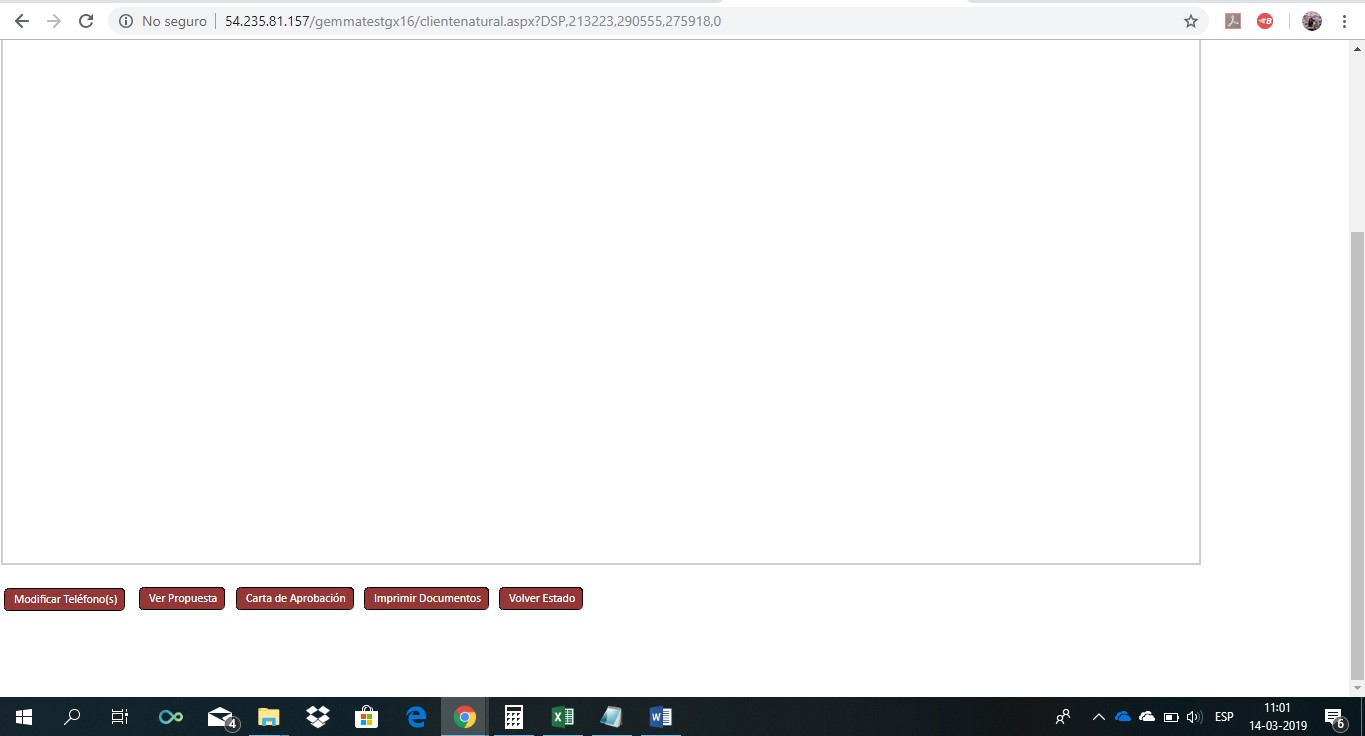 No seguro 54.235.81.157/gemmatestgx16/clientenatural.aspx?DSP,213223,290555,275918,0
Modificar Teléfono(s) Ver Propuesta Carta de Aprobación Imprimir Documentos Volver Estado
4 ESP 11:01 6
14-03-2019